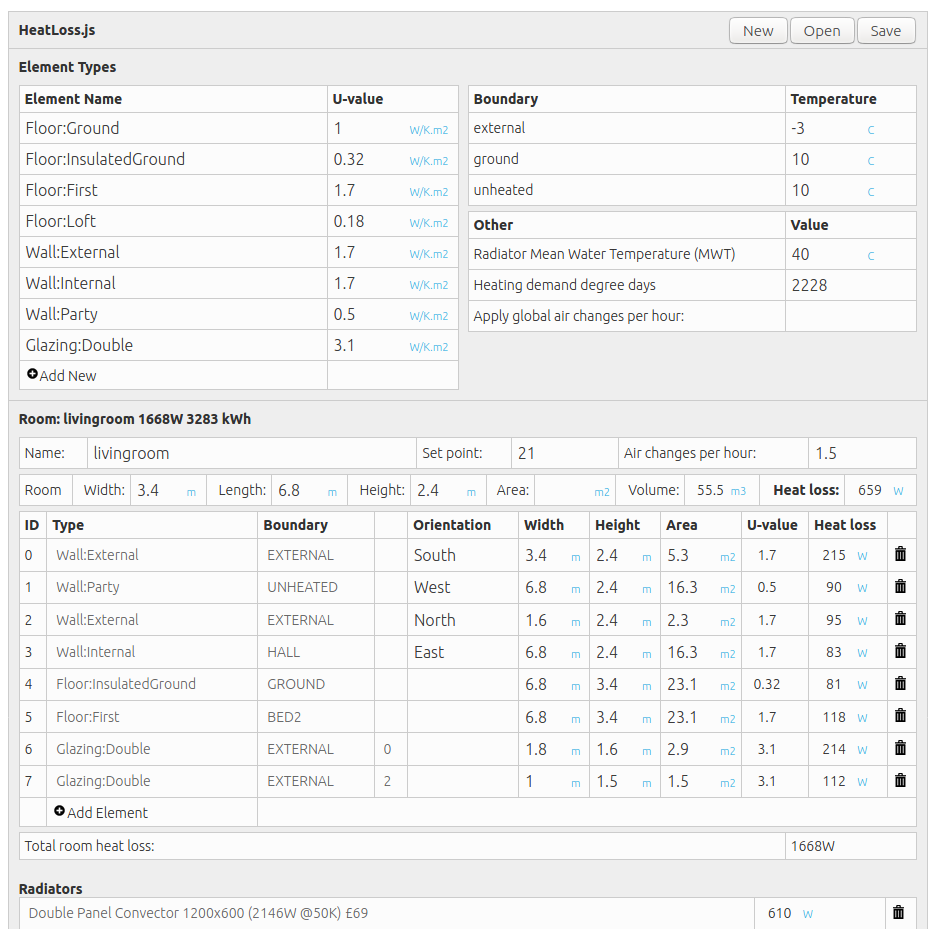 HeatLoss.js New Open Save
Element Types
Element Name U-value
Floor:Ground 1 W/K.m2
Floor:InsulatedGround 0.32 W/K.m2
Floor:First 1.7 W/K.m2
Floor:Loft 0.18 W/K.m2
Wall:External 1.7 W/K.m2
Wall:Internal 1.7 W/K.m2
Wall:Party 0.5 W/K.m2
Glazing:Double 3.1 W/K.m2
Add New
Boundary Temperature
external -3 C
ground 10 C
unheated 10 C
Other Value
Radiator Mean Water Temperature (MWT) 40 C
Heating demand degree days 2228
Apply global air changes per hour:
Room: livingroom 1668W 3283 kWh
Name: livingroom Set point: 21 Air changes per hour: 1.5
Room Width: 3.4 m Length: 6.8 m Height: 2.4 m Area: m2 Volume: 55.5 m3 Heat loss: 659 W
ID Type Boundary Orientation Width Height Area U-value Heat loss
0 Wall:External EXTERNAL South 3.4 m 2.4 m 5.3 m2 1.7 215 W
1 Wall:Party UNHEATED West 6.8 m 2.4 m 16.3 m2 0.5 90 W
2 Wall:External EXTERNAL North 1.6 m 2.4 m 2.3 m2 1.7 95 W
3 Wall:Internal HALL East 6.8 m 2.4 m 16.3 m2 1.7 83 W
4 Floor:InsulatedGround GROUND 6.8 m 3.4 m 23.1 m2 0.32 81 W
5 Floor:First BED2 6.8 m 3.4 m 23.1 m2 1.7 118 W
6 Glazing:Double EXTERNAL 0 1.8 m 1.6 m 2.9 m2 3.1 214 W
7 Glazing:Double EXTERNAL 2 1 m 1.5 m 1.5 m2 3.1 112 W
Add Element
Total room heat loss: 1668W
Radiators
Double Panel Convector 1200x600 (2146W @50K) £69 610 W